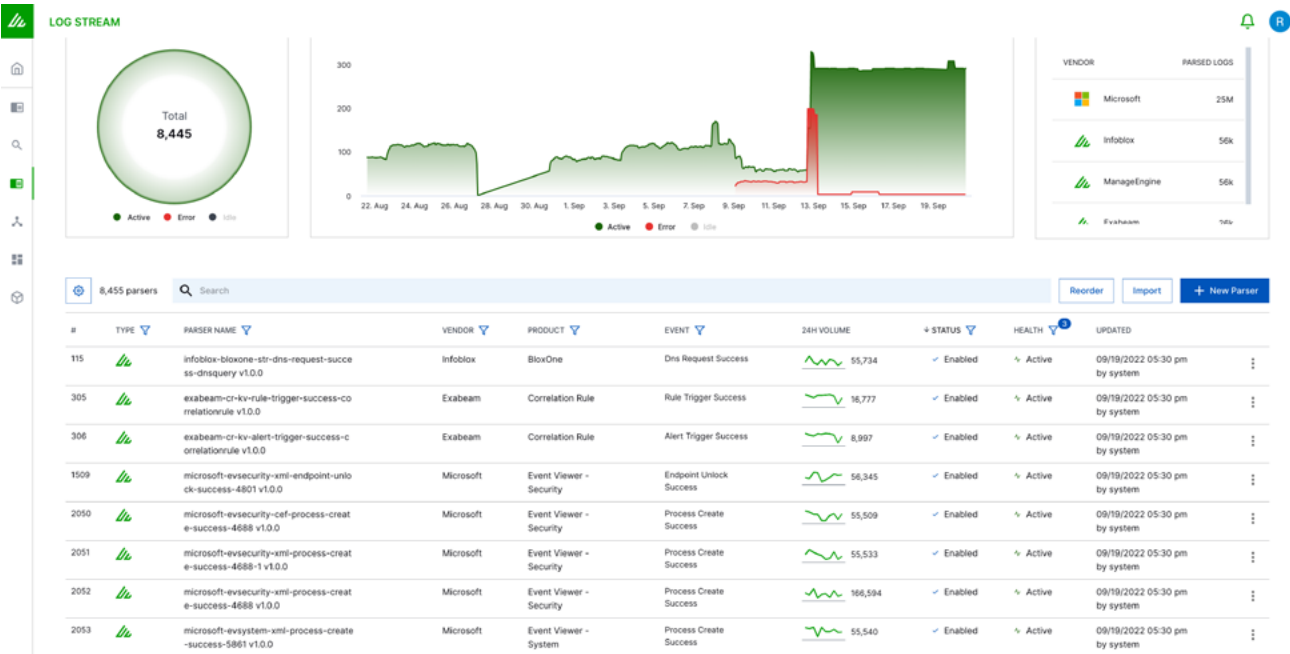 LOG STREAM
R
Total
8,445
Active Error Idle
300
200
100
0
22. Aug 24. Aug 26. Aug 28. Aug 30. Aug 1. Sep 3. Sep 5. Sep 7. Sep 9. Sep 11. Sep 13. Sep 15. Sep 17. Sep 19. Sep
Active Error Idle
VENDOR PARSED LOGS
Microsoft 25M
Infoblox 56k
ManageEngine 56k
Exabeam
8,455 parsers Search Reorder Import + New Parser
# TYPE PARSER NAME VENDOR PRODUCT EVENT 24H VOLUME STATUS HEALTH 3 UPDATED
115 infoblox-bloxone-str-dns-request-succe Infoblox BloxOne Dns Request Success 55,734 Enabled Active 09/19/2022 05:30 pm
ss-dnsquery v1.0.0 by system
305 exabeam-cr-kv-rule-trigger-success-co Exabeam Correlation Rule Rule Trigger Success 16,777 Enabled Active 09/19/2022 05:30 pm
rrelationrule v1.0.0 by system
306 exabeam-cr-kv-alert-trigger-success-c Exabeam Correlation Rule Alert Trigger Success 8,997 Enabled Active 09/19/2022 05:30 pm
orrelationrule v1.0.0 by system
1509 microsoft-evsecurity-xml-endpoint-unlo Microsoft Event Viewer - Endpoint Unlock 56,345 Enabled Active 09/19/2022 05:30 pm
ck-success-4801 v1.0.0 Security Success by system
2050 microsoft-evsecurity-cef-process-creat Microsoft Event Viewer - Process Create 55,509 Enabled Active 09/19/2022 05:30 pm
e-success-4688 v1.0.0 Security Success by system
2051 microsoft-evsecurity-xml-process-creat Microsoft Event Viewer - Process Create 55,533 Enabled Active 09/19/2022 05:30 pm
e-success-4688-1 v1.0.0 Security Success by system
2052 microsoft-evsecurity-xml-process-creat Microsoft Event Viewer - Process Create 166,594 Enabled Active 09/19/2022 05:30 pm
e-success-4688 v1.0.0 Security Success by system
2053 microsoft-evsystem-xml-process-create Microsoft Event Viewer - Process Create 55,540 Enabled Active 09/19/2022 05:30 pm
-success-5861 v1.0.0 System Success by system